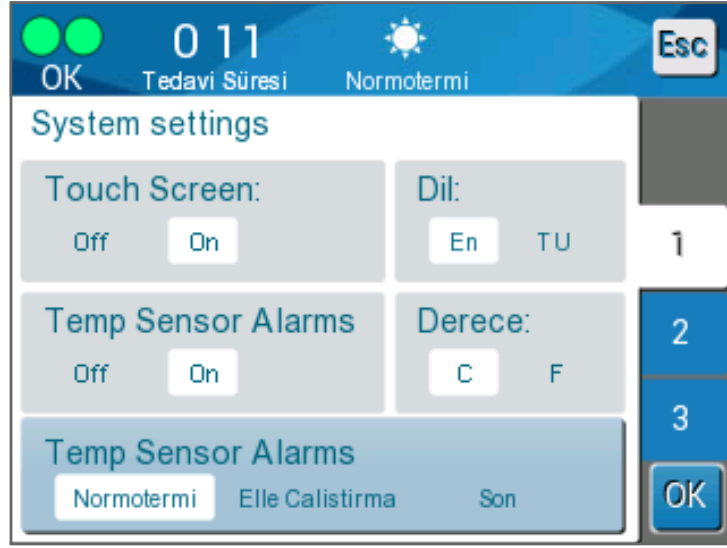 OK
0 11
Tedavi Süresi
Normotermi
Esc
System settings
Touch Screen:
Off On
Dil:
En TU
1
Temp Sensor Alarms
Off On
Derece:
C F
2
3
Temp Sensor Alarms
Normotermi Elle Calistirma Son
OK